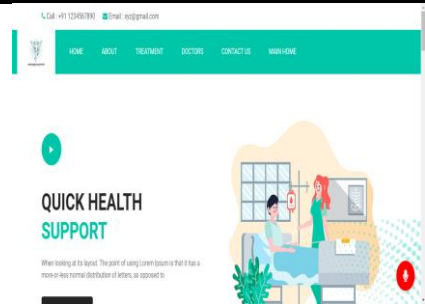 Call : +91 1234567890 Email : xyz@gmail.com
HOME ABOUT TREATMENT DOCTORS CONTACT US MAIN HOME
QUICK HEALTH
SUPPORT
When looking at its layout. The point of using Lorem Ipsum is that it has a
more-or-less normal distribution of letters, as opposed to